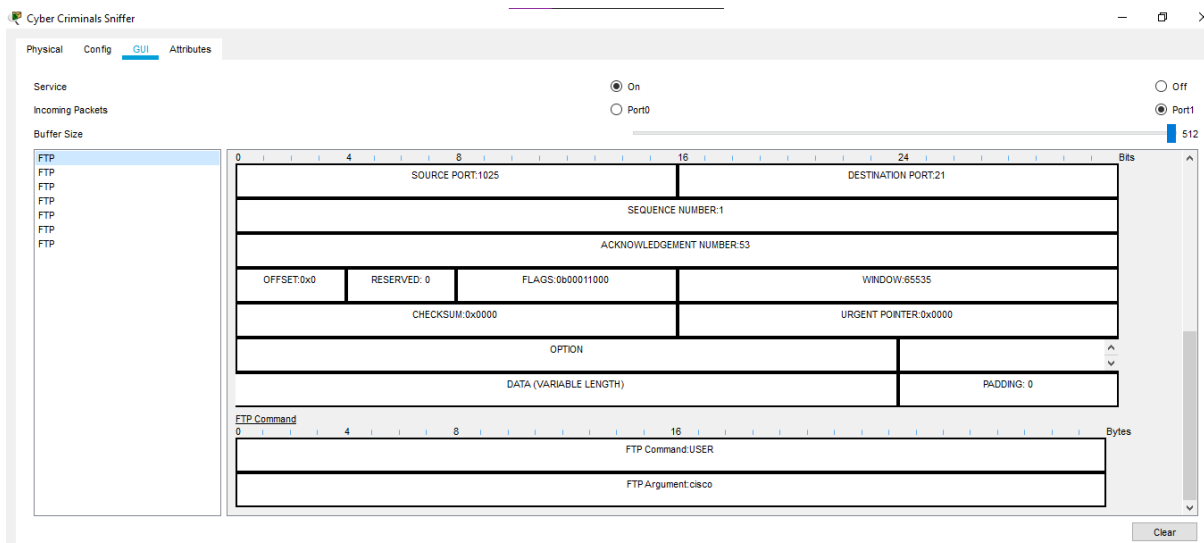 Cyber Criminals Sniffer
Physical Config GUI Attributes
Service On Off
Incoming Packets Port0 Port1
Buffer Size 512
FTP
FTP
FTP
FTP
FTP
FTP
FTP
0 4 8 16 24 Bits
SOURCE PORT:1025 DESTINATION PORT:21
SEQUENCE NUMBER:1
ACKNOWLEDGEMENT NUMBER:53
OFFSET:0x0 RESERVED: 0 FLAGS:0b00011000 WINDOW:65535
CHECKSUM:0x0000 URGENT POINTER:0x0000
OPTION
DATA (VARIABLE LENGTH) PADDING: 0
FTP Command
0 4 8 16 Bytes
FTP Command:USER
FTP Argument:cisco
Clear